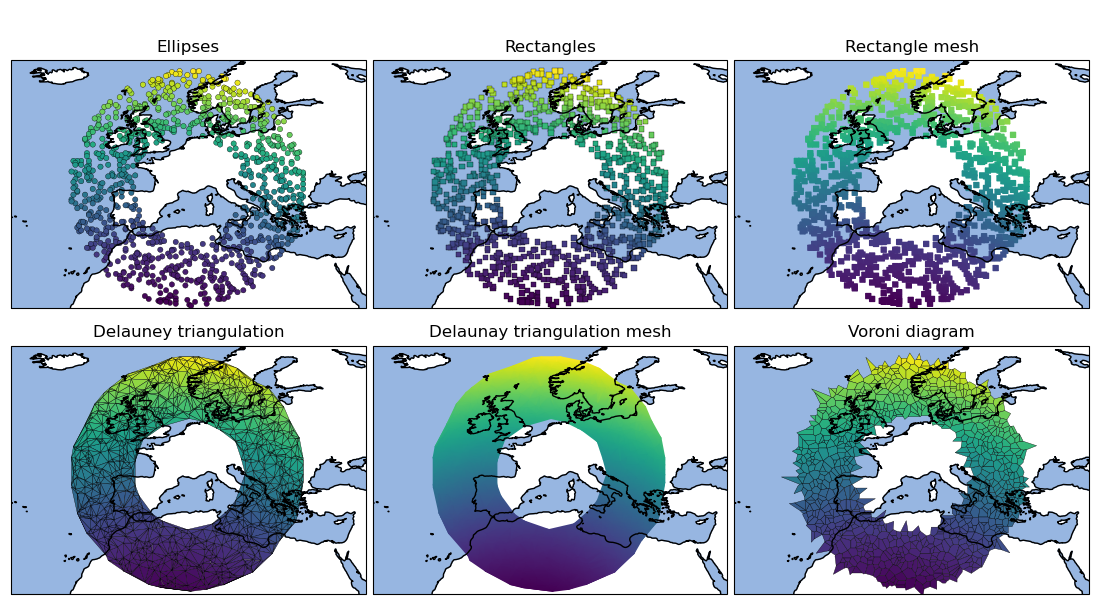 Ellipses
Rectangles
Rectangle mesh
Delauney triangulation
Delaunay triangulation mesh
Voroni diagram